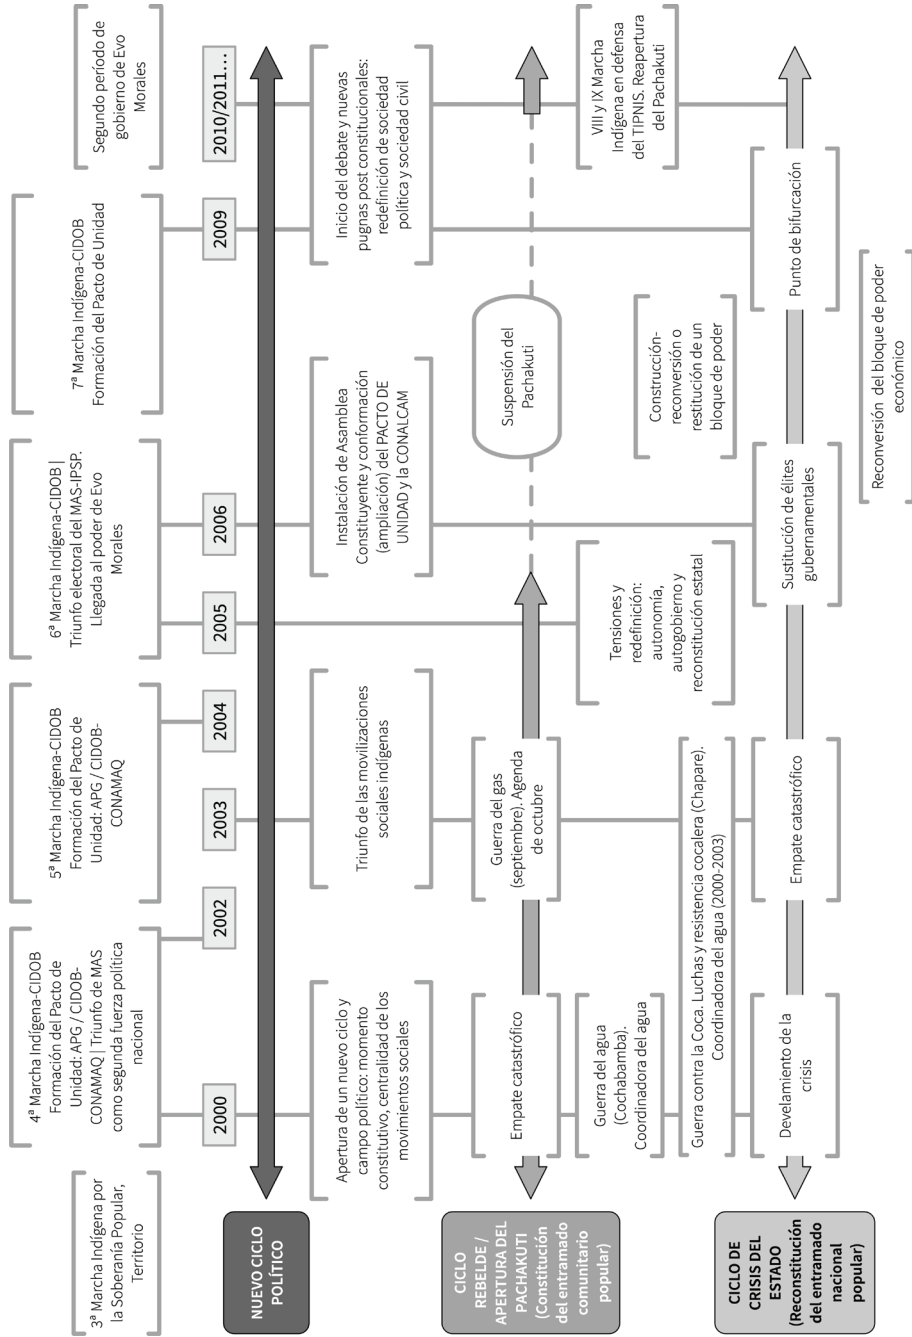 3ª Marcha Indígena por
la Soberanía Popular,
Territorio
4ª Marcha Indígena-CIDOB
Formación del Pacto de
Unidad: APG / CIDOB-
CONAMAQ | Triunfo de MAS
como segunda fuerza política
nacional
5ª Marcha Indígena-CIDOB
Formación del Pacto de
Unidad: APG / CIDOB-
CONAMAQ
6ª Marcha Indígena-CIDOB |
Triunfo electoral del MAS-IPSP.
Llegada al poder de Evo
Morales
7ª Marcha Indígena-CIDOB
Formación del Pacto de Unidad
Segundo período de
gobierno de Evo
Morales
2000
2002
2003
2004
2005
2006
2009
2010/2011...
NUEVO CICLO
POLÍTICO
Apertura de un nuevo ciclo y
campo político: momento
constitutivo, centralidad de los
movimientos sociales
Triunfo de las movilizaciones
sociales indígenas
Instalación de Asamblea
Constituyente y conformación
(ampliación) del PACTO DE
UNIDAD y la CONALCAM
Inicio del debate y nuevas
pugnas post constitucionales:
redefinición de sociedad
política y sociedad civil
CICLO
REBELDE /
APERTURA DEL
PACHAKUTI
(Constitución
del entramado
comunitario
popular)
Empate catastrófico
Guerra del gas
(septiembre). Agenda
de octubre
Suspensión del
Pachakuti
Guerra del agua
(Cochabamba).
Coordinadora del agua
Tensiones y
redefinición:
autonomía,
autogobierno y
reconstitución estatal
VIII y IX Marcha
Indígena en defensa
del TIPNIS. Reapertura
del Pachakuti
Guerra contra la Coca. Luchas y resistencia cocalera (Chapare).
Coordinadora del agua (2000-2003)
Construcción-
reconversión o
restitución de un
bloque de poder
CICLO DE
CRISIS DEL
ESTADO
(Reconstitución
del entramado
nacional
popular)
Develamiento de la
crisis
Empate catastrófico
Sustitución de élites
gubernamentales
Punto de bifurcación
Reconversión del bloque de poder
económico